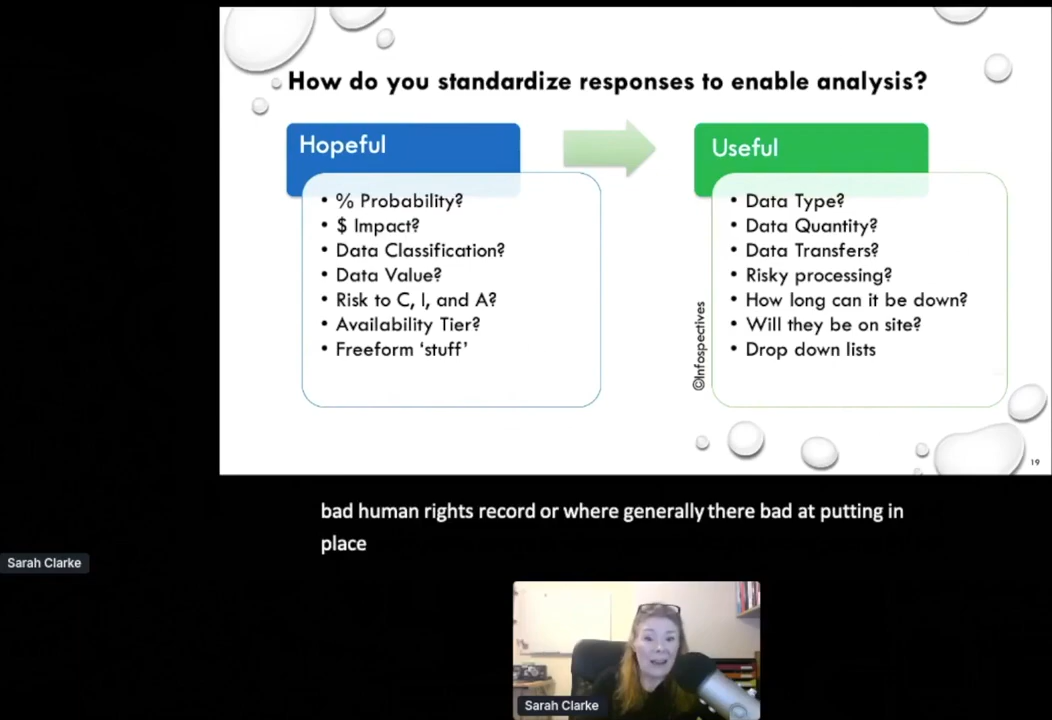 How do you standardize responses to enable analysis?
Hopeful
• % Probability?
• $ Impact?
• Data Classification?
• Data Value?
• Risk to C, I, and A?
• Availability Tier?
• Freeform ‘stuff’
Useful
• Data Type?
• Data Quantity?
• Data Transfers?
• Risky processing?
• How long can it be down?
• Will they be on site?
• Drop down lists
©Infospectives
19
bad human rights record or where generally there bad at putting in
place
Sarah Clarke
Sarah Clarke